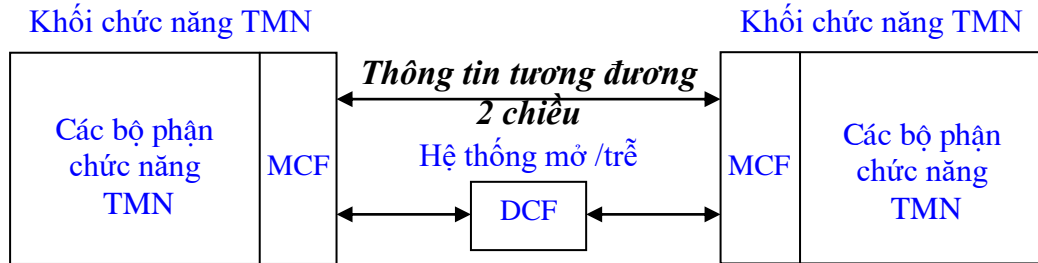 Khối chức năng TMN
Khối chức năng TMN
Thông tin tương đương
2 chiều
Các bộ phận
chức năng
TMN
MCF
Hệ thống mở /trễ
DCF
MCF
Các bộ phận
chức năng
TMN